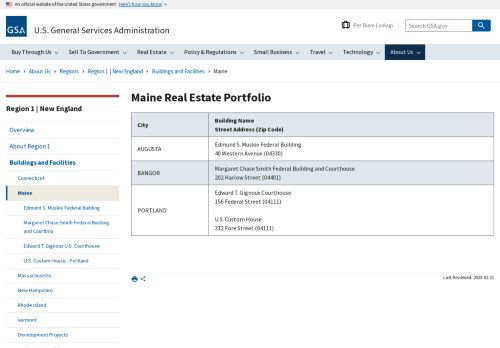 An official website of the United States government Here's how you know
GSA
U.S. General Services Administration
Per Diem Lookup
Search GSA.gov
Buy Through Us
Sell To Government
Real Estate
Policy & Regulations
Small Business
Travel
Technology
About Us
Home › About Us › Regions › Region 1 | New England › Buildings and Facilities › Maine
Region 1 | New England
Overview
About Region 1
Buildings and Facilities
Connecticut
Maine
Edmund S. Muskie Federal Building
Margaret Chase Smith Federal Building
and Courthou
Edward T. Gignoux U.S. Courthouse
U.S. Custom House - Portland
Massachusetts
New Hampshire
Rhode Island
Vermont
Development Projects
Maine Real Estate Portfolio
City
Building Name
Street Address (Zip Code)
AUGUSTA
Edmund S. Muskie Federal Building
40 Western Avenue (04330)
BANGOR
Margaret Chase Smith Federal Building and Courthouse
202 Harlow Street (04401)
PORTLAND
Edward T. Gignoux Courthouse
156 Federal Street (04111)
U.S. Custom House
312 Fore Street (04111)
Last Reviewed: 2023-02-21